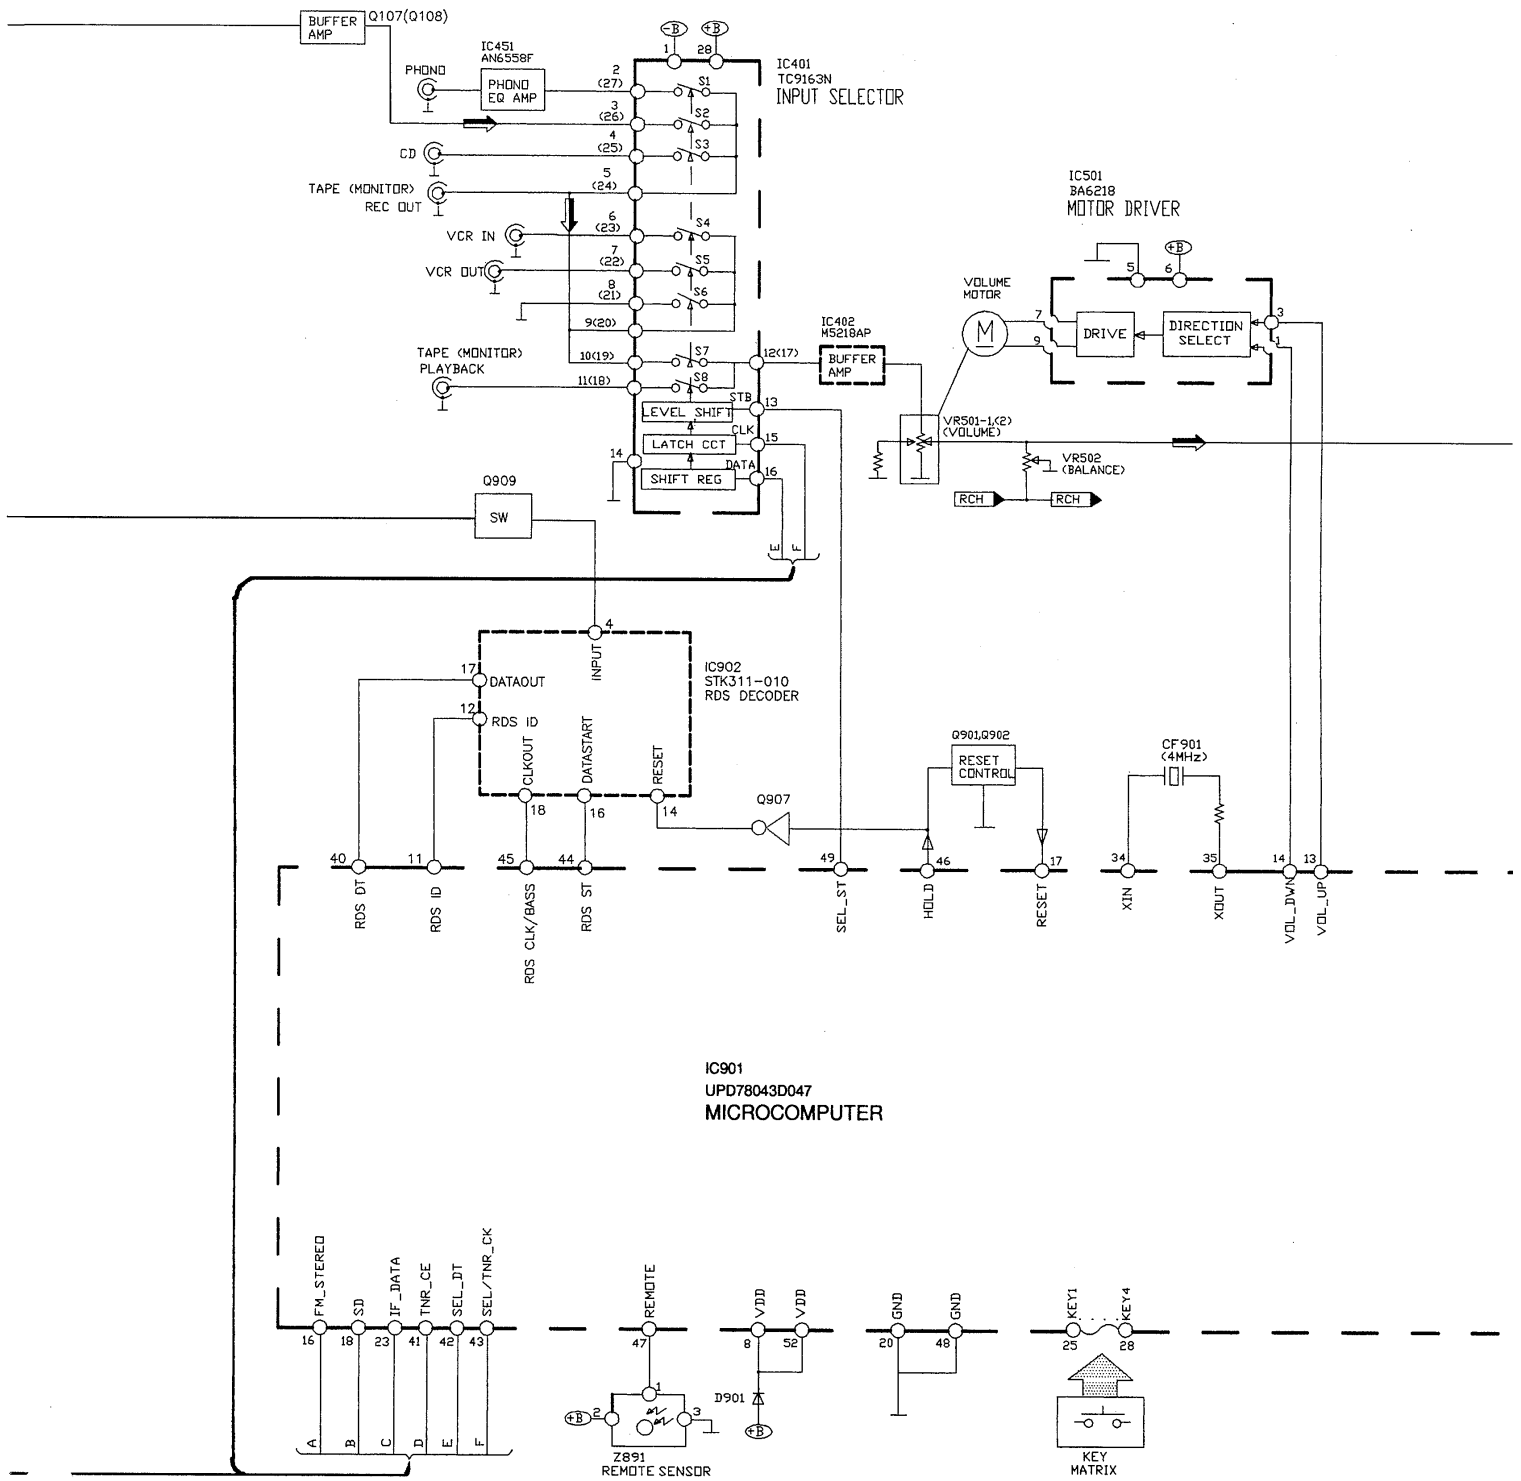 BUFFER
AMP
Q107(Q108)
IC451
AN6558F
PHONO
PHONO
EQ AMP
-B
+B
1
28
IC401
TC9163N
INPUT SELECTOR
2
(27)
S1
3
(26)
S2
4
(25)
S3
CD
5
(24)
TAPE (MONITOR)
REC OUT
6
(23)
S4
VCR IN
7
(22)
S5
VCR OUT
8
(21)
S6
9(20)
10(19)
S7
12(17)
TAPE (MONITOR)
PLAYBACK
11(18)
S8
STB
13
LEVEL SHIFT
CLK
15
LATCH CCT
14
DATA
16
SHIFT REG
E
F
IC402
M5218AP
BUFFER
AMP
IC501
BA6218
MOTOR DRIVER
+B
5
6
VOLUME
MOTOR
M
7
9
DRIVE
DIRECTION
SELECT
3
1
VR501-1,(2)
(VOLUME)
VR502
(BALANCE)
RCH
RCH
Q909
SW
4
INPUT
17
DATAOUT
12
RDS ID
CLKOUT
DATASTART
RESET
18
16
14
IC902
STK311-010
RDS DECODER
Q907
Q901,Q902
RESET
CONTROL
CF901
(4MHz)
40
11
45
44
49
46
17
34
35
14
13
RDS DT
RDS ID
RDS CLK/BASS
RDS ST
SEL_ST
HOLD
RESET
XIN
XOUT
VOL_DWN
VOL_UP
IC901
UPD78043D047
MICROCOMPUTER
FM_STEREO
SD
IF_DATA
TNR_CE
SEL_DT
SEL/TNR_CK
REMOTE
VDD
VDD
GND
GND
KEY1
KEY4
16
18
23
41
42
43
47
8
52
20
48
25
28
A
B
C
D
E
F
1
+B
2
3
Z891
REMOTE SENSOR
D901
+B
KEY
MATRIX